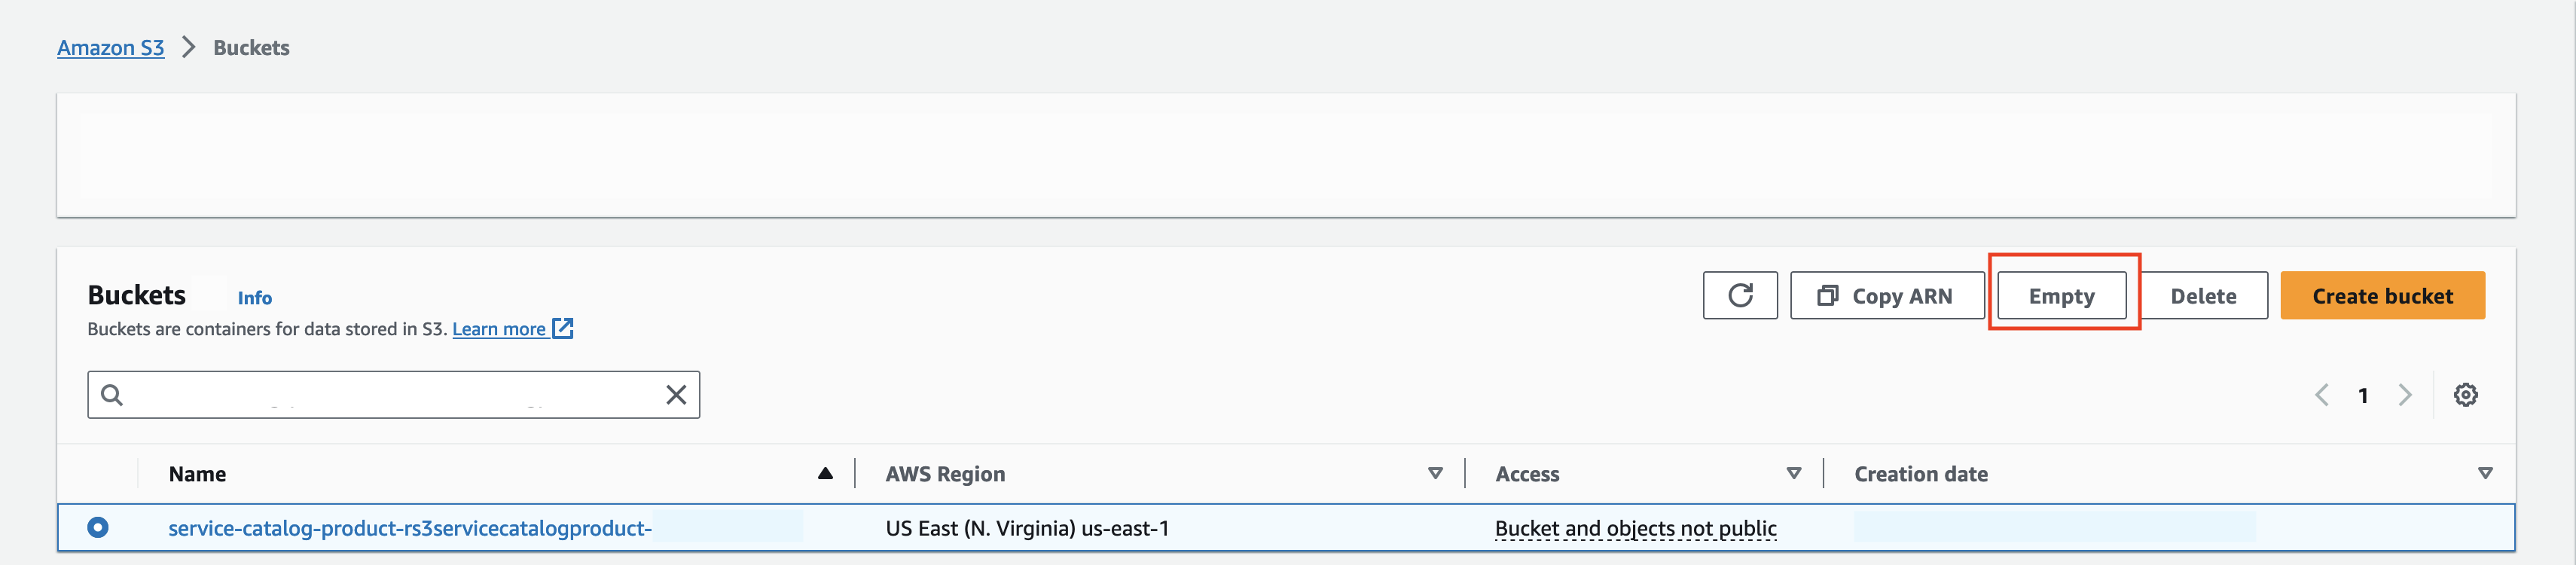 Amazon S3 > Buckets
Buckets Info
Buckets are containers for data stored in S3. Learn more
Copy ARN Empty Delete Create bucket
1
Name AWS Region Access Creation date
service-catalog-product-rs3servicecatalogproduct- US East (N. Virginia) us-east-1 Bucket and objects not public